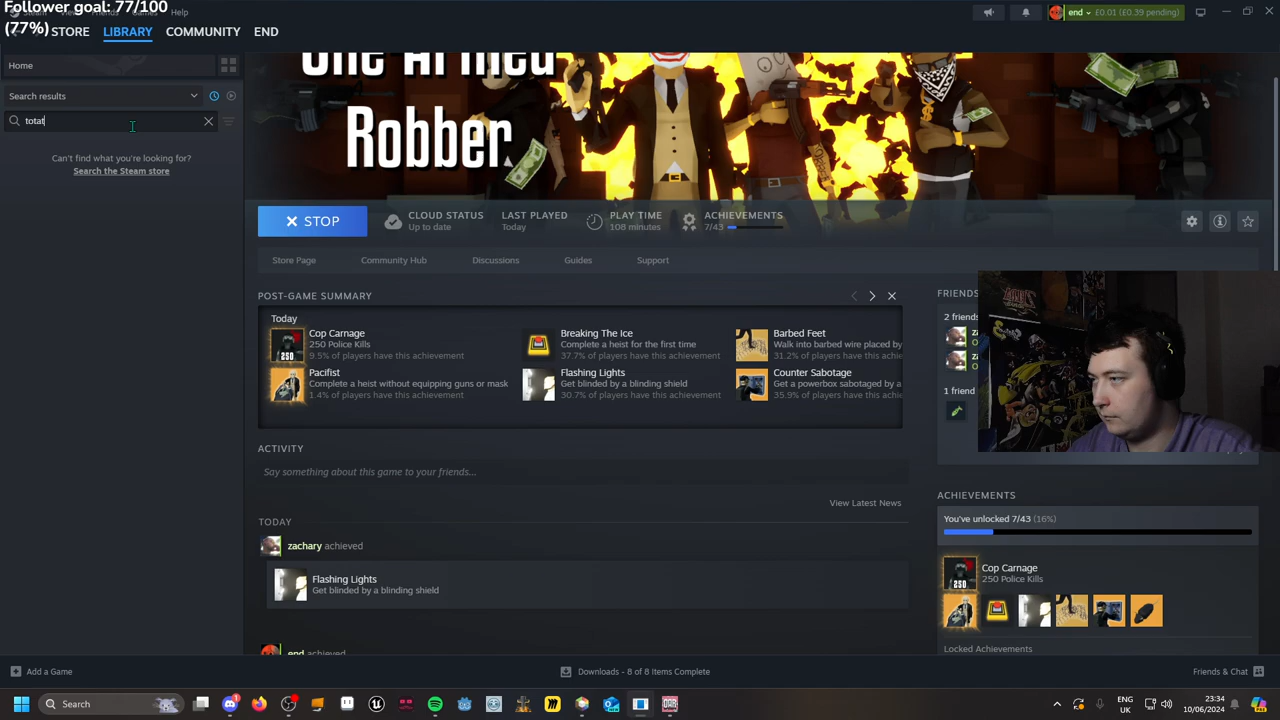 Follower goal: 77/100
(77%)
Help
end
£0.01 (£0.39 pending)
STORE
LIBRARY
COMMUNITY
END
Home
Search results
totat
Can't find what you're looking for?
Search the Steam store
One Armed
Robber
STOP
CLOUD STATUS
Up to date
LAST PLAYED
Today
PLAY TIME
108 minutes
ACHIEVEMENTS
7/43
Store Page
Community Hub
Discussions
Guides
Support
POST-GAME SUMMARY
Today
Cop Carnage
250 Police Kills
9.5% of players have this achievement
Breaking The Ice
Complete a heist for the first time
37.7% of players have this achievement
Barbed Feet
Walk into barbed wire placed by
31.2% of players have this achieveme
Pacifist
Complete a heist without equipping guns or mask
1.4% of players have this achievement
Flashing Lights
Get blinded by a blinding shield
30.7% of players have this achievement
Counter Sabotage
Get a powerbox sabotaged by a
35.9% of players have this achieveme
FRIENDS
2 friends
1 friend
ACTIVITY
Say something about this game to your friends...
View Latest News
TODAY
zachary achieved
Flashing Lights
Get blinded by a blinding shield
end achieved
ACHIEVEMENTS
You've unlocked 7/43 (16%)
Cop Carnage
250 Police Kills
Locked Achievements
Add a Game
Downloads - 8 of 8 Items Complete
Friends & Chat
Search
ENG
UK
23:34
10/06/2024